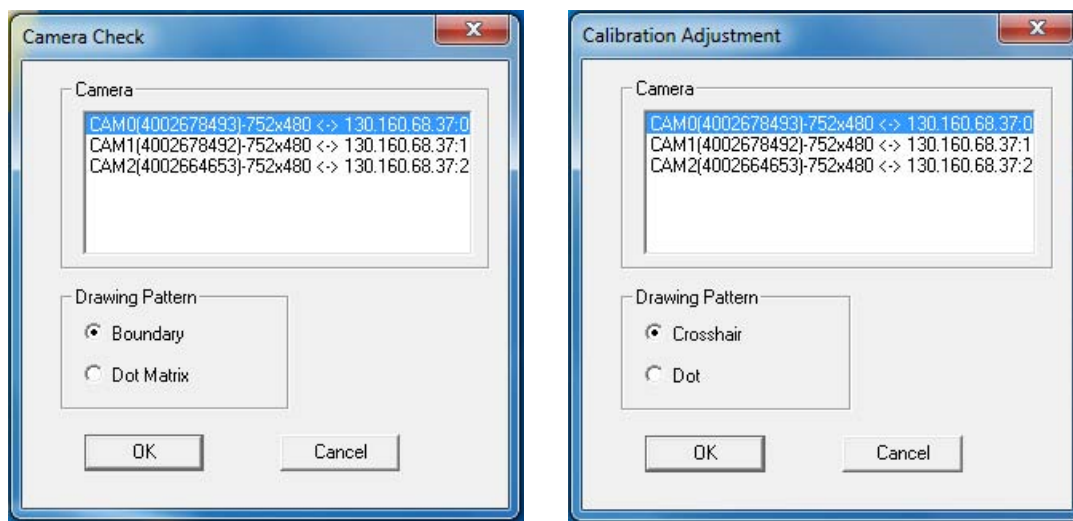 Camera Check
Camera
CAM0(4002678493)-752x480 <-> 130.160.68.37:0
CAM1(4002678492)-752x480 <-> 130.160.68.37:1
CAM2(4002664653)-752x480 <-> 130.160.68.37:2
Drawing Pattern
Boundary
Dot Matrix
OK
Cancel
Calibration Adjustment
Camera
CAM0(4002678493)-752x480 <-> 130.160.68.37:0
CAM1(4002678492)-752x480 <-> 130.160.68.37:1
CAM2(4002664653)-752x480 <-> 130.160.68.37:2
Drawing Pattern
Crosshair
Dot
OK
Cancel